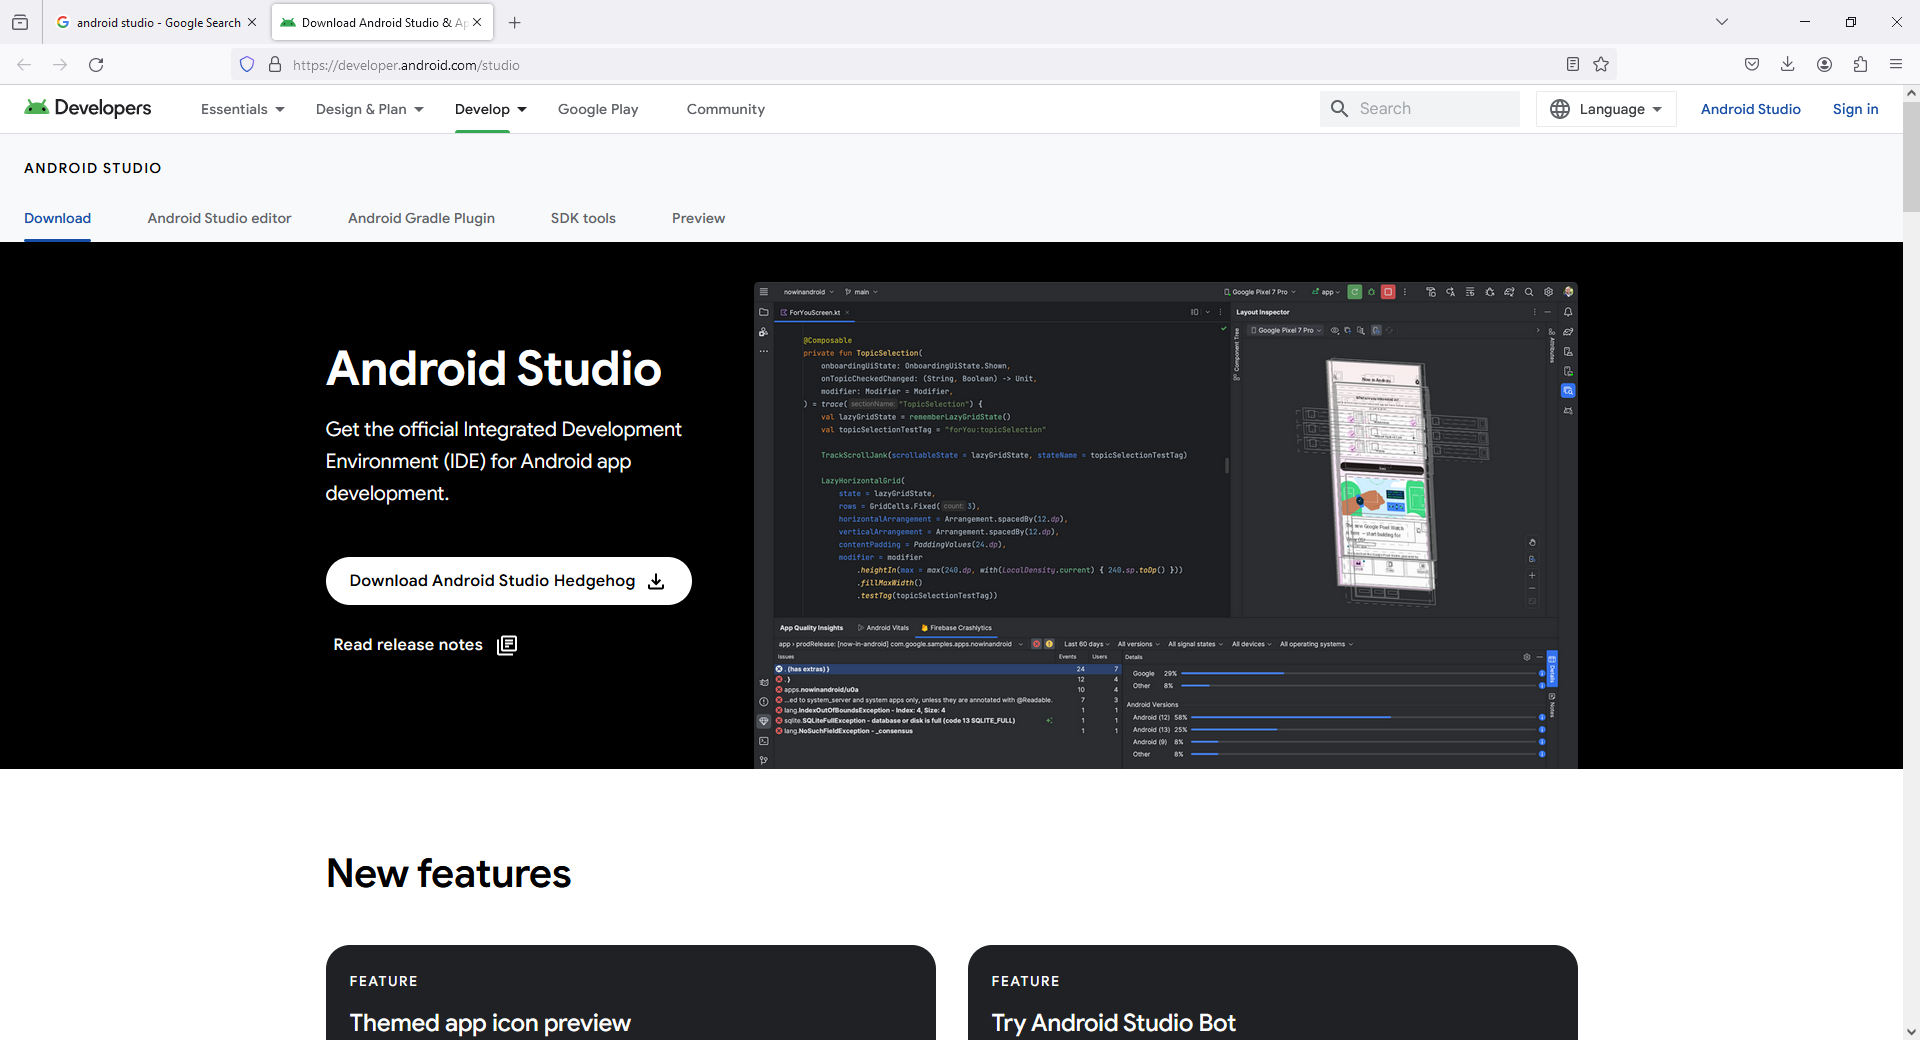 android studio - Google Search
Download Android Studio & Ap
https://developer.android.com/studio
Developers
Essentials
Design & Plan
Develop
Google Play
Community
Search
Language
Android Studio
Sign in
ANDROID STUDIO
Download
Android Studio editor
Android Gradle Plugin
SDK tools
Preview
Android Studio
Get the official Integrated Development
Environment (IDE) for Android app
development.
Download Android Studio Hedgehog
Read release notes
nowinandroid
main
Google Pixel 7 Pro
app
ForYouScreen.kt
Layout Inspector
Google Pixel 7 Pro
Component Tree
Attributes
@Composable
private fun TopicSelection(
onboardingUiState: OnboardingUiState.Shown,
onTopicCheckedChanged: (String, Boolean) -> Unit,
modifier: Modifier = Modifier,
) = trace( sectionName: "TopicSelection") {
val lazyGridState = rememberLazyGridState()
val topicSelectionTestTag = "forYou:topicSelection"
TrackScrollJank(scrollableState = lazyGridState, stateName = topicSelectionTestTag)
LazyHorizontalGrid(
state = lazyGridState,
rows = GridCells.Fixed( count: 3),
horizontalArrangement = Arrangement.spacedBy(12.dp),
verticalArrangement = Arrangement.spacedBy(12.dp),
contentPadding = PaddingValues(24.dp),
modifier = modifier
.heightIn(max = max(240.dp, with(LocalDensity.current) { 240.sp.toDp() }))
.fillMaxWidth()
.testTag(topicSelectionTestTag))
App Quality Insights
Android Vitals
Firebase Crashlytics
app › prodRelease: [now-in-android] com.google.samples.apps.nowinandroid
Last 60 days
All versions
All signal states
All devices
All operating systems
Issues
Events
Users
Details
. (has extras) }
24
7
. }
12
4
apps.nowinandroid/u0a
10
4
...ed to system_server and system apps only, unless they are annotated with @Readable.
7
3
lang.IndexOutOfBoundsException - Index: 4, Size: 4
1
1
sqlite.SQLiteFullException - database or disk is full (code 13 SQLITE_FULL)
1
1
lang.NoSuchFieldException - _consensus
1
1
Google 29%
Other 8%
Android Versions
Android (12) 58%
Android (13) 25%
Android (9) 8%
Other 8%
Details
Notes
New features
FEATURE
Themed app icon preview
FEATURE
Try Android Studio Bot